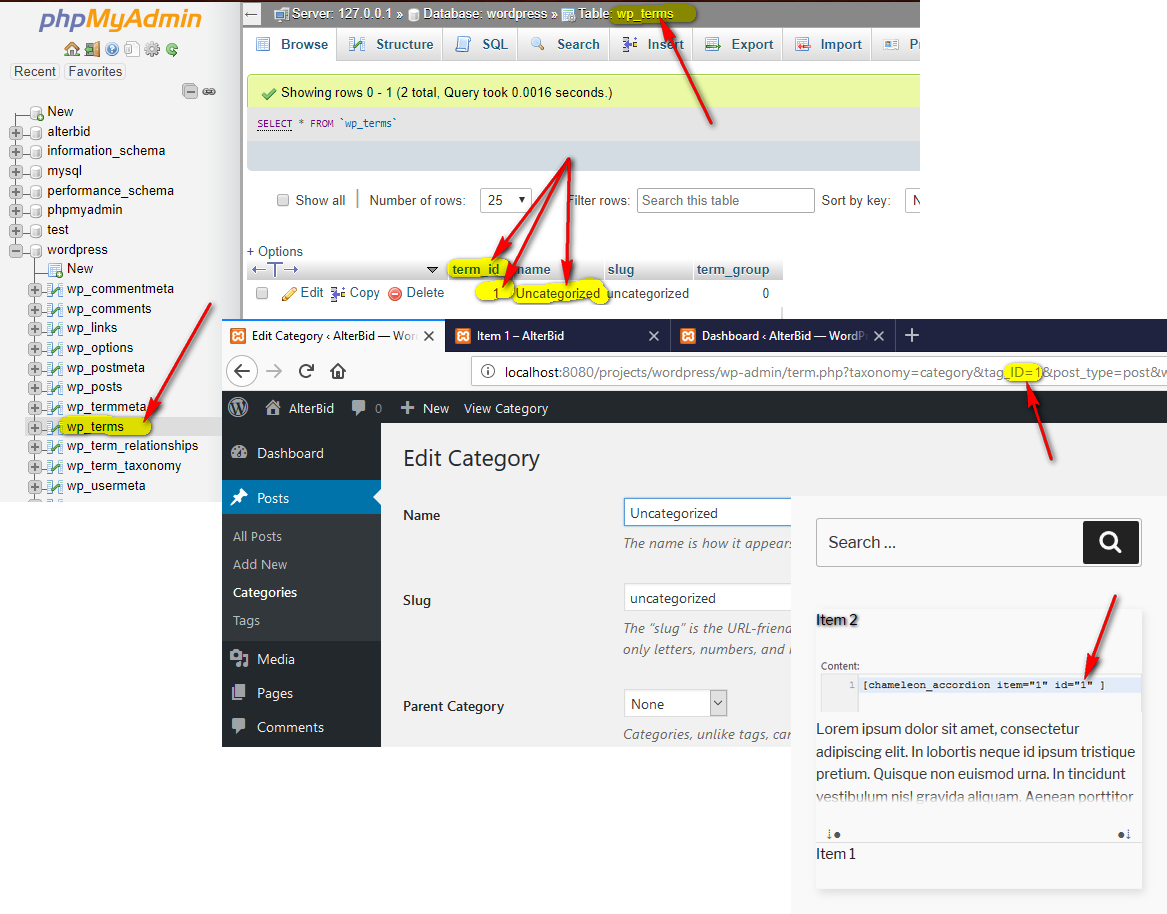 phpMyAdmin
Recent Favorites
New
alterbid
information_schema
mysql
performance_schema
phpmyadmin
test
wordpress
New
wp_commentmeta
wp_comments
wp_links
wp_options
wp_postmeta
wp_posts
wp_termmeta
wp_terms
wp_term_relationships
wp_term_taxonomy
wp_usermeta
Server: 127.0.0.1 » Database: wordpress » Table: wp_terms
Browse Structure SQL Search Insert Export Import
Showing rows 0 - 1 (2 total, Query took 0.0016 seconds.)
SELECT * FROM `wp_terms`
Show all Number of rows: 25 Filter rows: Search this table Sort by key:
+ Options
←T→ term_id name slug term_group
Edit Copy Delete 1 Uncategorized uncategorized 0
Edit Category ‹ AlterBid — Wor Item 1 – AlterBid Dashboard ‹ AlterBid — WordP
localhost:8080/projects/wordpress/wp-admin/term.php?taxonomy=category&tag_ID=1&post_type=post&w
AlterBid 0 New View Category
Dashboard
Posts
All Posts
Add New
Categories
Tags
Media
Pages
Comments
Edit Category
Name Uncategorized
The name is how it appears
Slug uncategorized
The “slug” is the URL-friend
only letters, numbers, and
Parent Category None
Categories, unlike tags, can
Search …
Item 2
Content:
1 [chameleon_accordion item="1" id="1" ]
Lorem ipsum dolor sit amet, consectetur
adipiscing elit. In lobortis neque id ipsum tristique
pretium. Quisque non euismod urna. In tincidunt
vestibulum nisl gravida aliquam. Aenean porttitor
↓● ●↓
Item 1